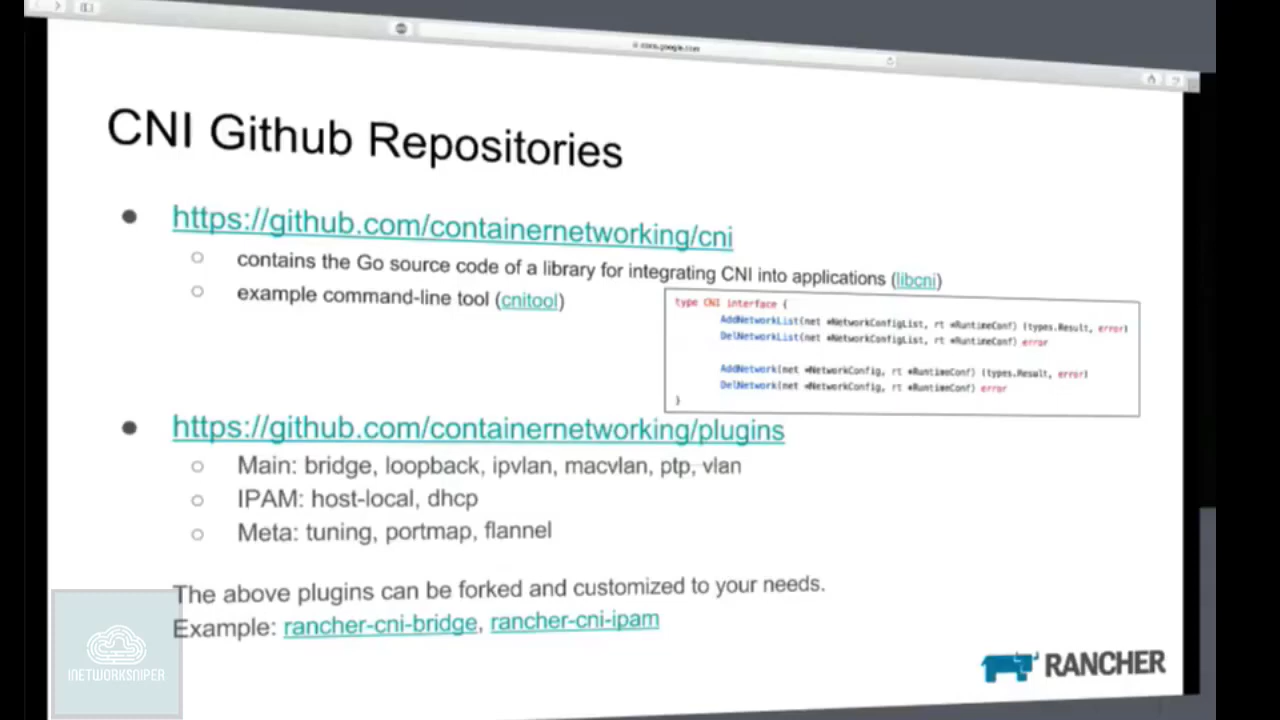 docs.google.com
CNI Github Repositories
https://github.com/containernetworking/cni
contains the Go source code of a library for integrating CNI into applications (libcni)
example command-line tool (cnitool)
type CNI interface {
AddNetworkList(net *NetworkConfigList, rt *RuntimeConf) (types.Result, error)
DelNetworkList(net *NetworkConfigList, rt *RuntimeConf) error
AddNetwork(net *NetworkConfig, rt *RuntimeConf) (types.Result, error)
DelNetwork(net *NetworkConfig, rt *RuntimeConf) error
}
https://github.com/containernetworking/plugins
Main: bridge, loopback, ipvlan, macvlan, ptp, vlan
IPAM: host-local, dhcp
Meta: tuning, portmap, flannel
The above plugins can be forked and customized to your needs.
Example: rancher-cni-bridge, rancher-cni-ipam
INETWORKSNIPER
RANCHER